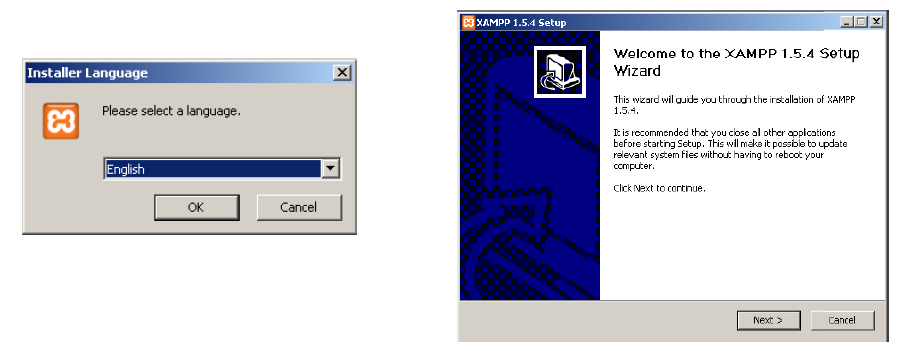 Installer Language
Please select a language.
English
OK
Cancel
XAMPP 1.5.4 Setup
Welcome to the XAMPP 1.5.4 Setup
Wizard
This wizard will guide you through the installation of XAMPP
1.5.4.
It is recommended that you close all other applications
before starting Setup. This will make it possible to update
relevant system files without having to reboot your
computer.
Click Next to continue.
Next >
Cancel